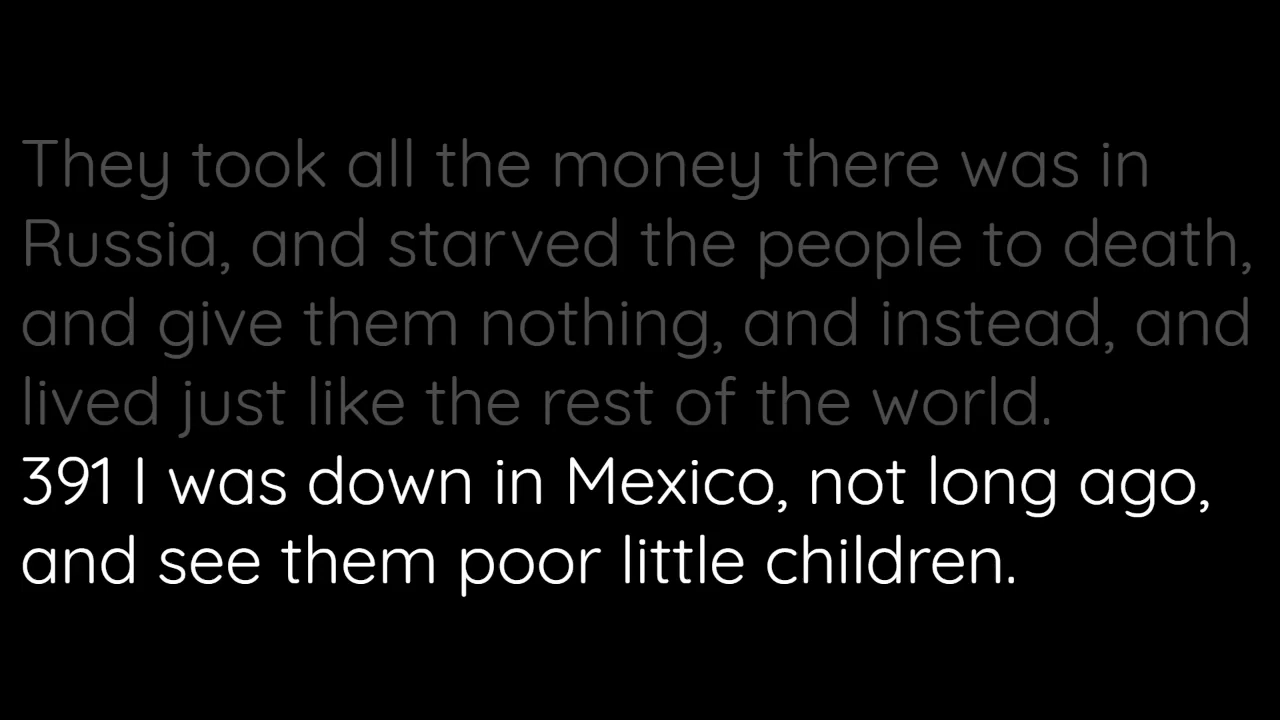 They took all the money there was in
Russia, and starved the people to death,
and give them nothing, and instead, and
lived just like the rest of the world.
391 I was down in Mexico, not long ago,
and see them poor little children.